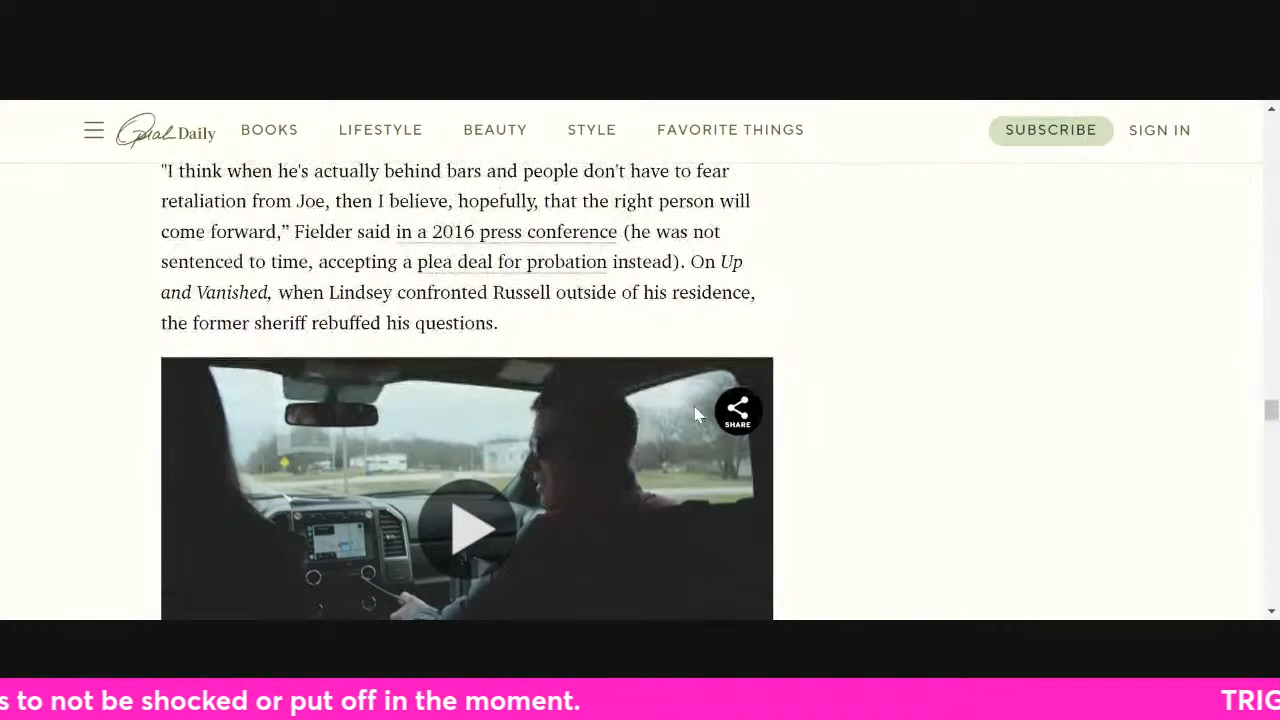 Oprah Daily BOOKS LIFESTYLE BEAUTY STYLE FAVORITE THINGS SUBSCRIBE SIGN IN
"I think when he's actually behind bars and people don't have to fear
retaliation from Joe, then I believe, hopefully, that the right person will
come forward,” Fielder said in a 2016 press conference (he was not
sentenced to time, accepting a plea deal for probation instead). On Up
and Vanished, when Lindsey confronted Russell outside of his residence,
the former sheriff rebuffed his questions.
SHARE
s to not be shocked or put off in the moment. TRIG